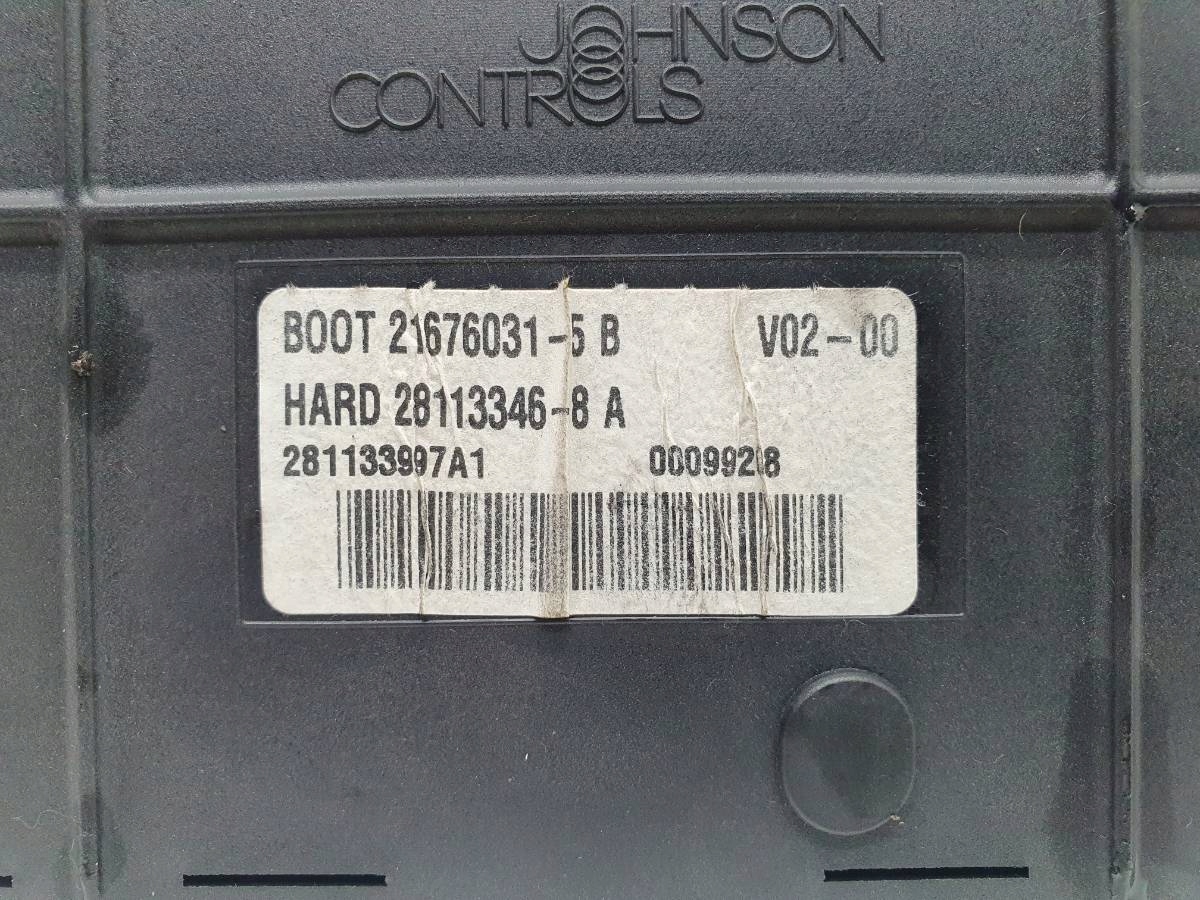 JOHNSON
CONTROLS
BOOT 21676031-5 B V02-00
HARD 28113346-8 A
281133997A1 00099208